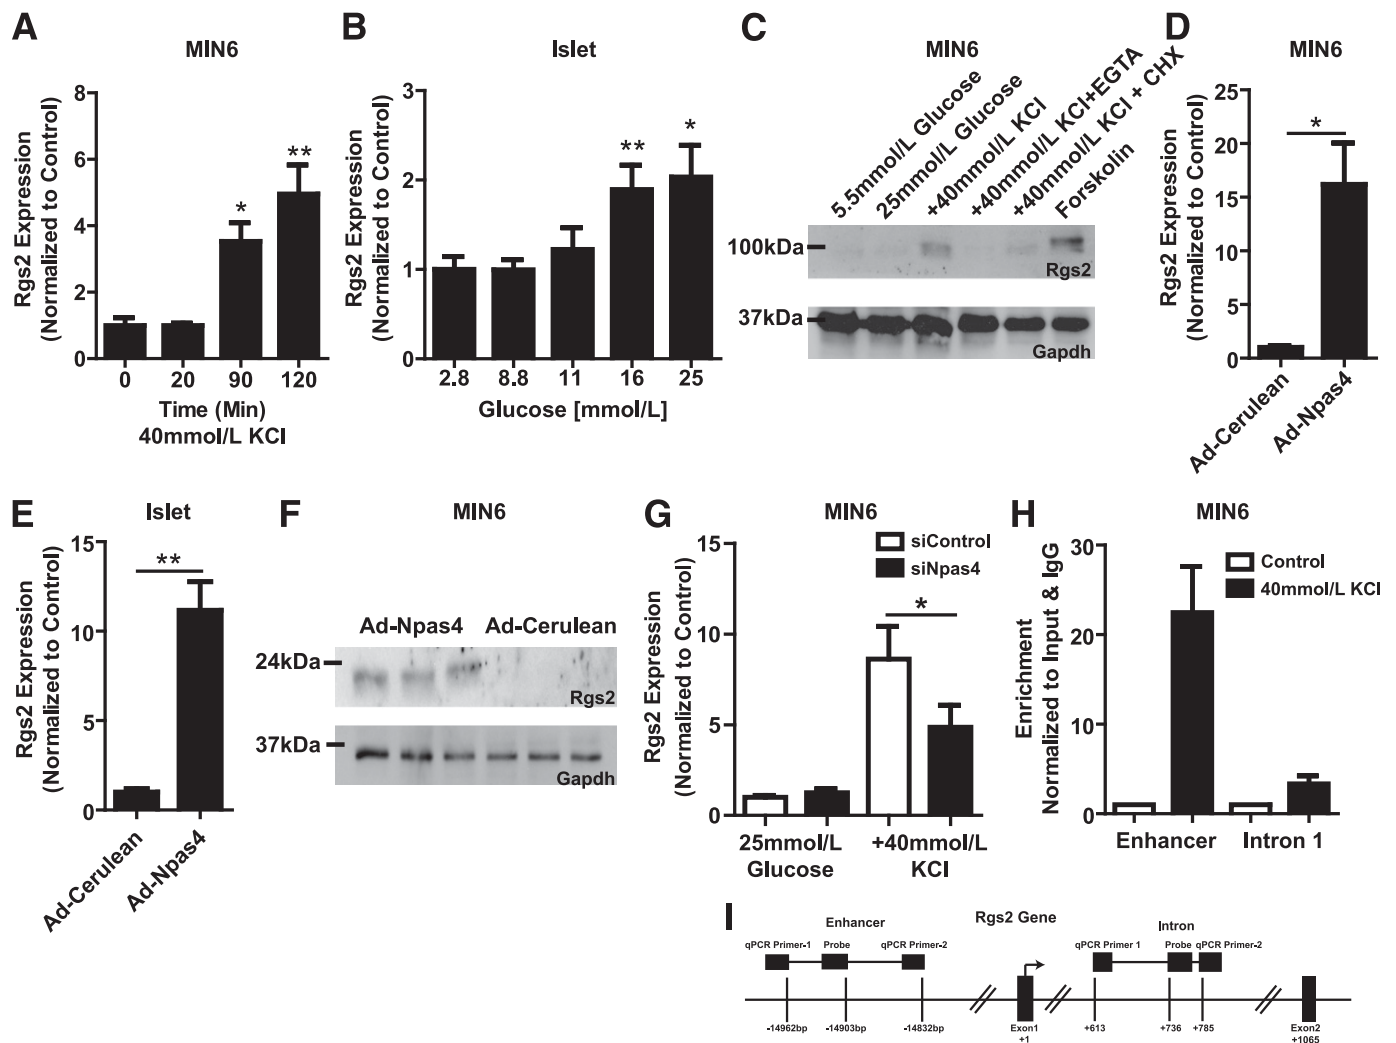 A
MIN6
Rgs2 Expression
(Normalized to Control)
8
6
4
2
0
*
**
0 20 90 120
Time (Min)
40mmol/L KCl
B
Islet
Rgs2 Expression
(Normalized to Control)
3
2
1
0
**
*
2.8 8.8 11 16 25
Glucose [mmol/L]
C
MIN6
5.5mmol/L Glucose
25mmol/L Glucose
+40mmol/L KCl
+40mmol/L KCl+EGTA
+40mmol/L KCl + CHX
Forskolin
100kDa
Rgs2
37kDa
Gapdh
D
MIN6
Rgs2 Expression
(Normalized to Control)
25
20
15
10
5
0
*
Ad-Cerulean
Ad-Npas4
E
Islet
Rgs2 Expression
(Normalized to Control)
15
10
5
0
**
Ad-Cerulean
Ad-Npas4
F
MIN6
Ad-Npas4 Ad-Cerulean
24kDa
Rgs2
37kDa
Gapdh
G
MIN6
siControl
siNpas4
Rgs2 Expression
(Normalized to Control)
15
10
5
0
*
25mmol/L
Glucose
+40mmol/L
KCl
H
MIN6
Control
40mmol/L KCl
Enrichment
Normalized to Input & IgG
30
20
10
0
Enhancer Intron 1
I
Rgs2 Gene
Enhancer
Intron
qPCR Primer-1 Probe qPCR Primer-2
qPCR Primer 1 Probe qPCR Primer-2
-14962bp -14903bp -14832bp
Exon1
+1
+613 +736 +785
Exon2
+1065